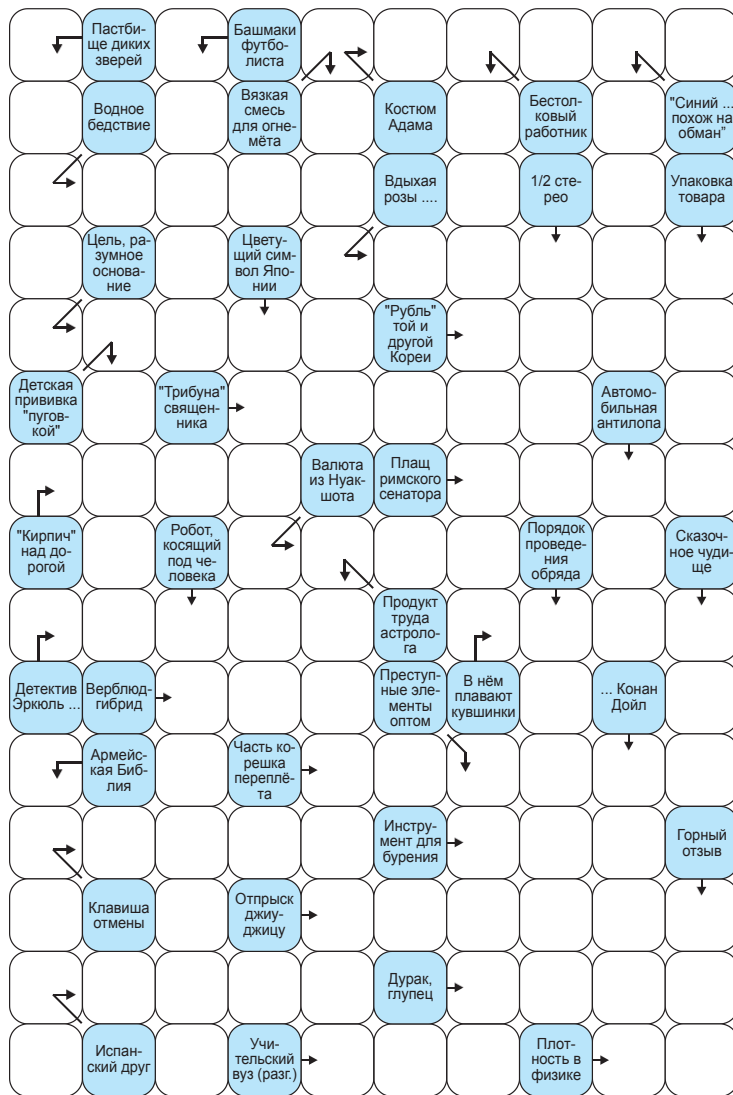 Пастби-
ще диких
зверей
Башмаки
футбо-
листа
Водное
бедствие
Вязкая
смесь
для огне-
мёта
Костюм
Адама
Бестол-
ковый
работник
"Синий ...
похож на
обман"
Вдыхая
розы ....
1/2 сте-
рео
Упаковка
товара
Цель, ра-
зумное
основа-
ние
Цвету-
щий сим-
вол Япо-
нии
"Рубль"
той и
другой
Кореи
Детская
прививка
"пугов-
кой"
"Трибуна"
священ-
ника
Автомо-
бильная
антилопа
Валюта
из Нуак-
шота
Плащ
римского
сенатора
"Кирпич"
над до-
рогой
Робот,
косящий
под че-
ловека
Порядок
проведе-
ния
обряда
Сказоч-
ное чуди-
ще
Продукт
труда
астроло-
га
Детектив
Эркюль ...
Верблюд-
гибрид
Преступ-
ные эле-
менты
оптом
В нём
плавают
кувшинки
... Конан
Дойл
Армей-
ская Биб-
лия
Часть ко-
решка
переплё-
та
Инстру-
мент для
бурения
Горный
отзыв
Клавиша
отмены
Отпрыск
джиу-
джицу
Дурак,
глупец
Испан-
ский друг
Учи-
тельский
вуз (разг.)
Плот-
ность в
физике